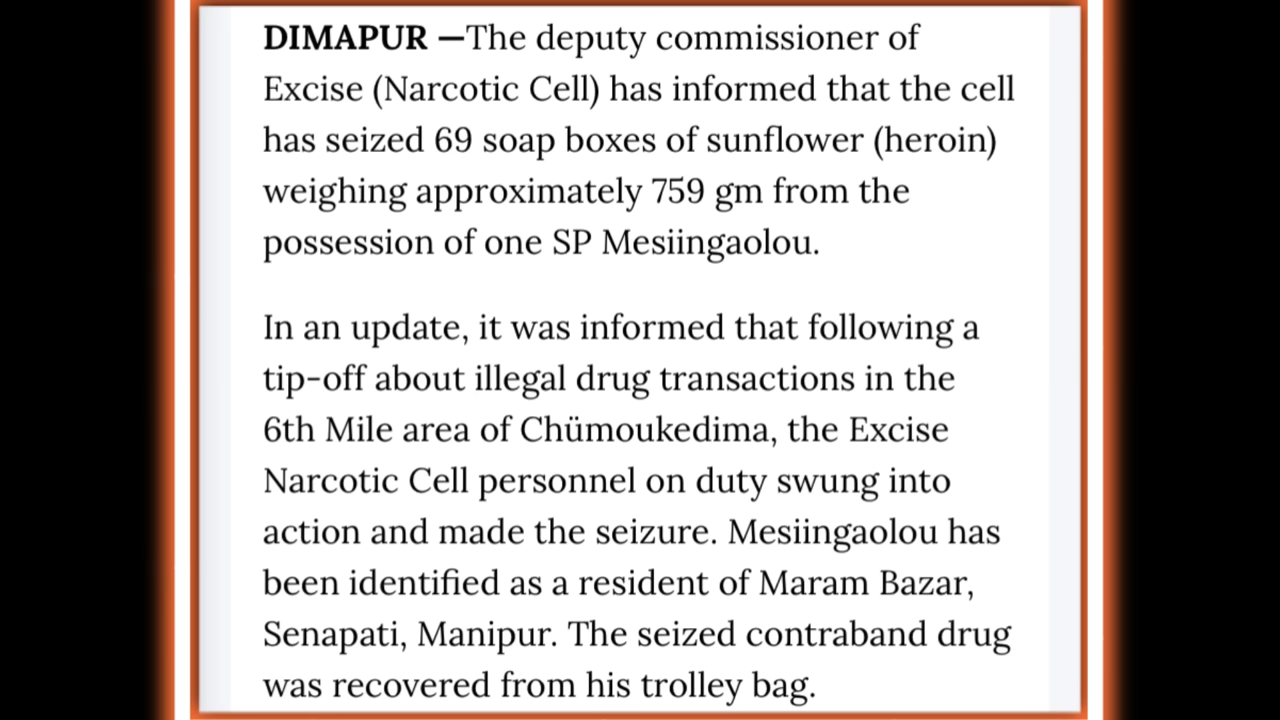 DIMAPUR —The deputy commissioner of
Excise (Narcotic Cell) has informed that the cell
has seized 69 soap boxes of sunflower (heroin)
weighing approximately 759 gm from the
possession of one SP Mesiingaolou.
In an update, it was informed that following a
tip-off about illegal drug transactions in the
6th Mile area of Chümoukedima, the Excise
Narcotic Cell personnel on duty swung into
action and made the seizure. Mesiingaolou has
been identified as a resident of Maram Bazar,
Senapati, Manipur. The seized contraband drug
was recovered from his trolley bag.